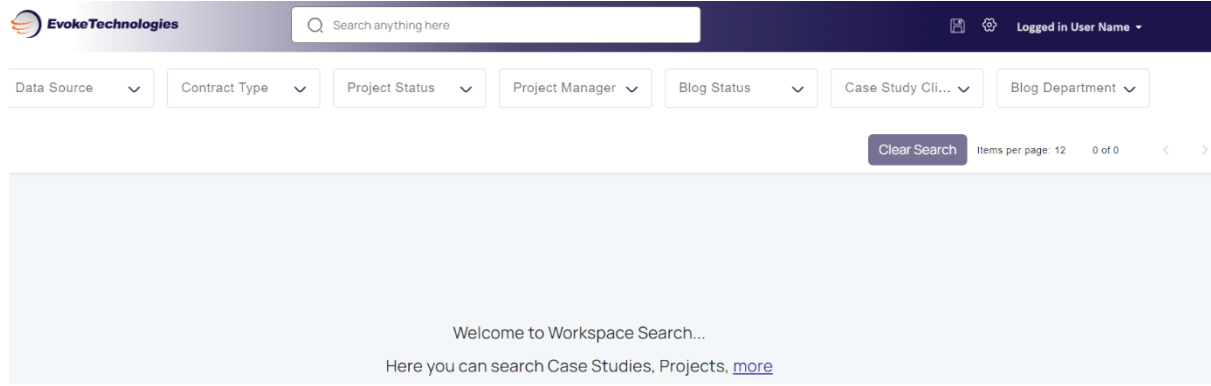 EvokeTechnologies
Search anything here
Logged in User Name
Data Source
Contract Type
Project Status
Project Manager
Blog Status
Case Study Cli...
Blog Department
Clear Search
Items per page: 12
0 of 0
Welcome to Workspace Search...
Here you can search Case Studies, Projects, more